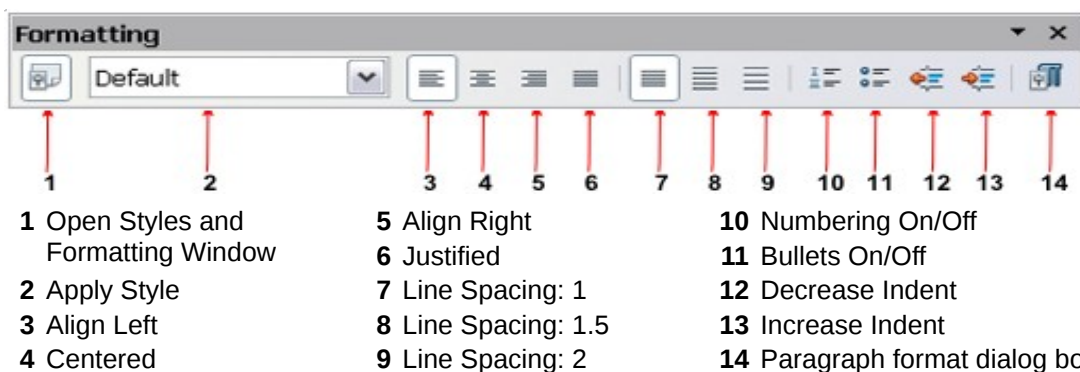 Formatting
Default
1 2 3 4 5 6 7 8 9 10 11 12 13 14
1 Open Styles and
Formatting Window
2 Apply Style
3 Align Left
4 Centered
5 Align Right
6 Justified
7 Line Spacing: 1
8 Line Spacing: 1.5
9 Line Spacing: 2
10 Numbering On/Off
11 Bullets On/Off
12 Decrease Indent
13 Increase Indent
14 Paragraph format dialog bo